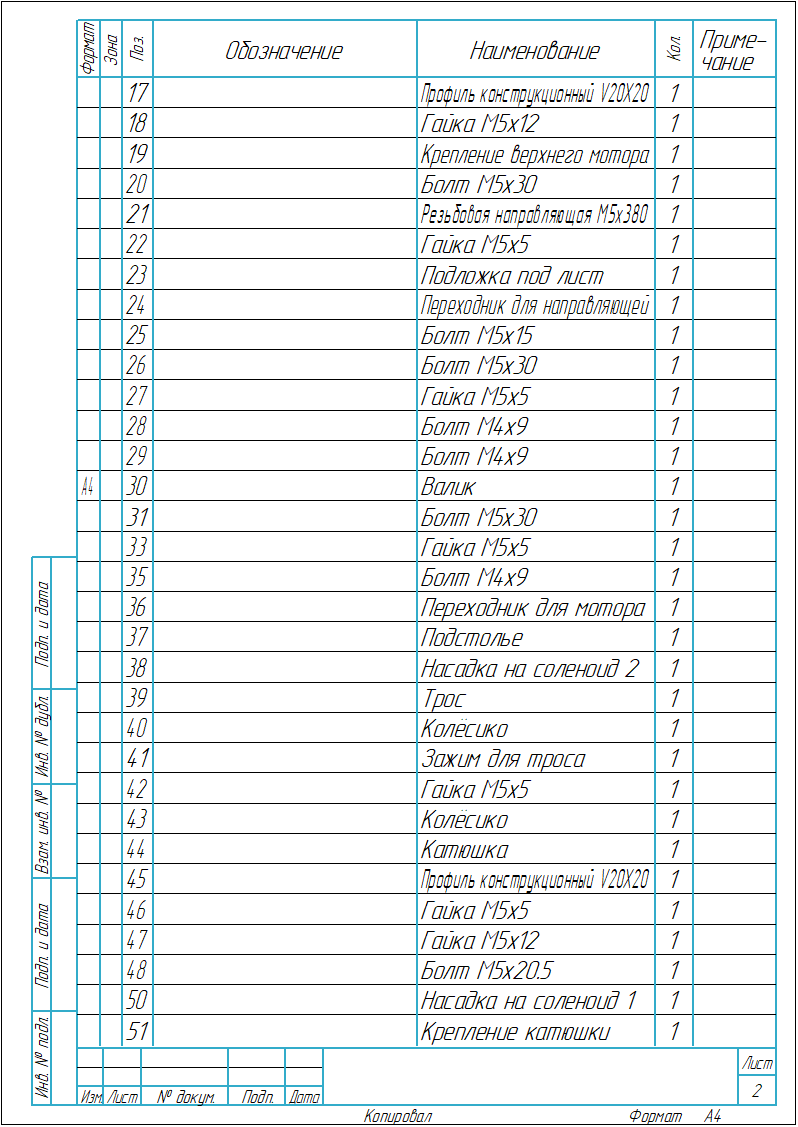 Формат Зона Поз. Обозначение Наименование Кол. Приме-
чание
17 Профиль конструкционный V20X20 1
18 Гайка М5х12 1
19 Крепление верхнего мотора 1
20 Болт М5х30 1
21 Резьбовая направляющая М5х380 1
22 Гайка М5х5 1
23 Подложка под лист 1
24 Переходник для направляющей 1
25 Болт М5х15 1
26 Болт М5х30 1
27 Гайка М5х5 1
28 Болт М4х9 1
29 Болт М4х9 1
А4 30 Валик 1
31 Болт М5х30 1
33 Гайка М5х5 1
35 Болт М4х9 1
36 Переходник для мотора 1
37 Подстолье 1
38 Насадка на соленоид 2 1
39 Трос 1
40 Колёсико 1
41 Зажим для троса 1
42 Гайка М5х5 1
43 Колёсико 1
44 Катюшка 1
45 Профиль конструкционный V20X20 1
46 Гайка М5х5 1
47 Гайка М5х12 1
48 Болт М5х20.5 1
50 Насадка на соленоид 1 1
51 Крепление катюшки 1
Подп. и дата
Инв. № дубл.
Взам. инв. №
Подп. и дата
Инв. № подл.
Изм. Лист № докум. Подп. Дата
Лист
2
Копировал Формат А4